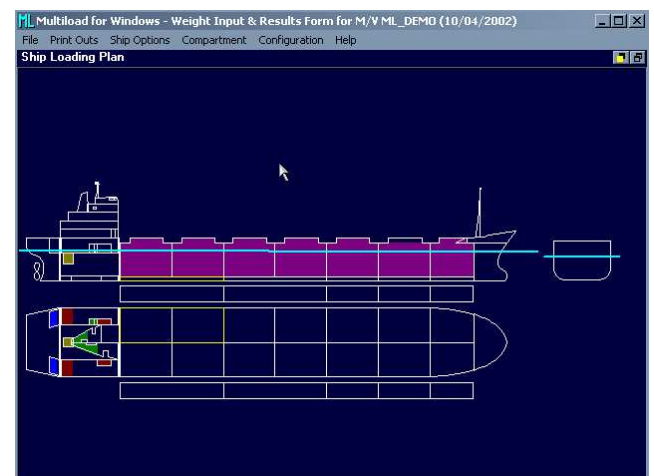 ML Multiload for Windows - Weight Input & Results Form for M/V ML_DEMO (10/04/2002)
File Print Outs Ship Options Compartment Configuration Help
Ship Loading Plan